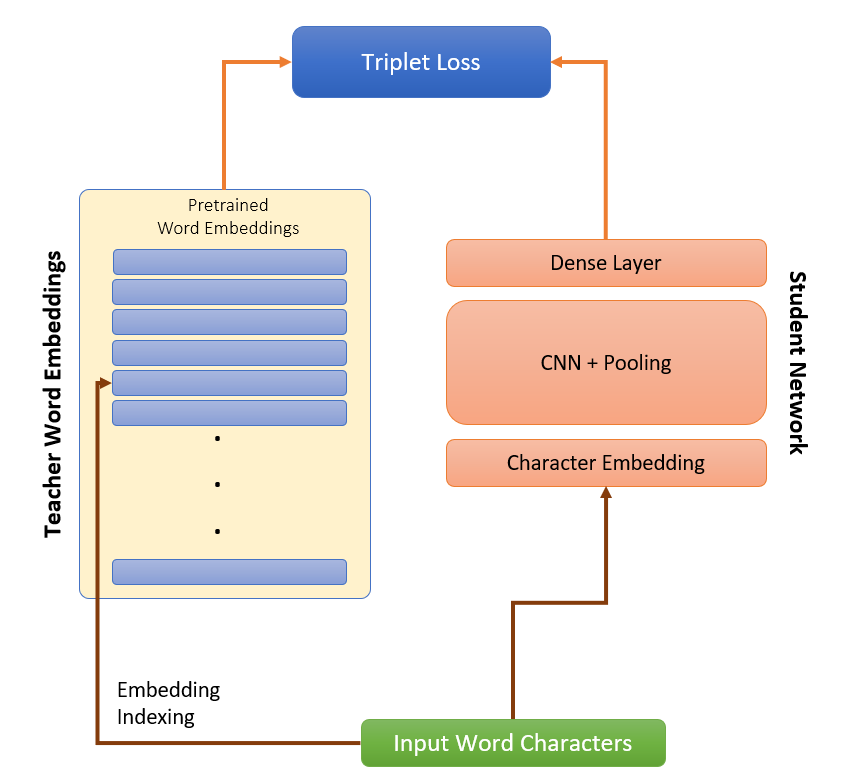 Triplet Loss
Pretrained
Word Embeddings
Teacher Word Embeddings
Dense Layer
CNN + Pooling
Character Embedding
Student Network
Embedding
Indexing
Input Word Characters